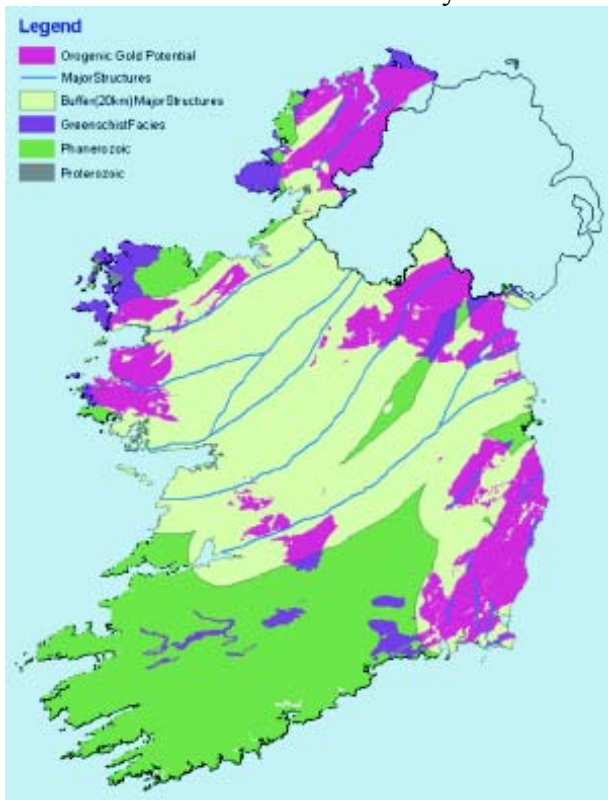 Legend
Orogenic Gold Potential
MajorStructures
Buffer(20km)MajorStructures
GreenschistFacies
Phanerozoic
Proterozoic